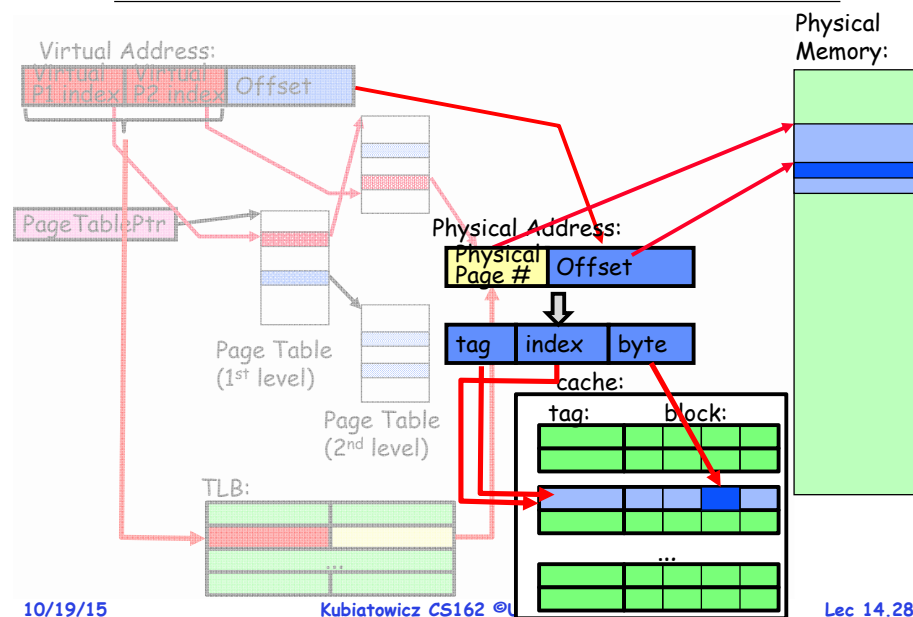 Physical
Memory:
Virtual Address:
Virtual
P1 index
Virtual
P2 index
Offset
PageTablePtr
Physical Address:
Physical
Page #
Offset
tag
index
byte
Page Table
(1st level)
cache:
tag:
block:
Page Table
(2nd level)
TLB:
...
...
10/19/15
Kubiatowicz CS162 ©U
Lec 14.28